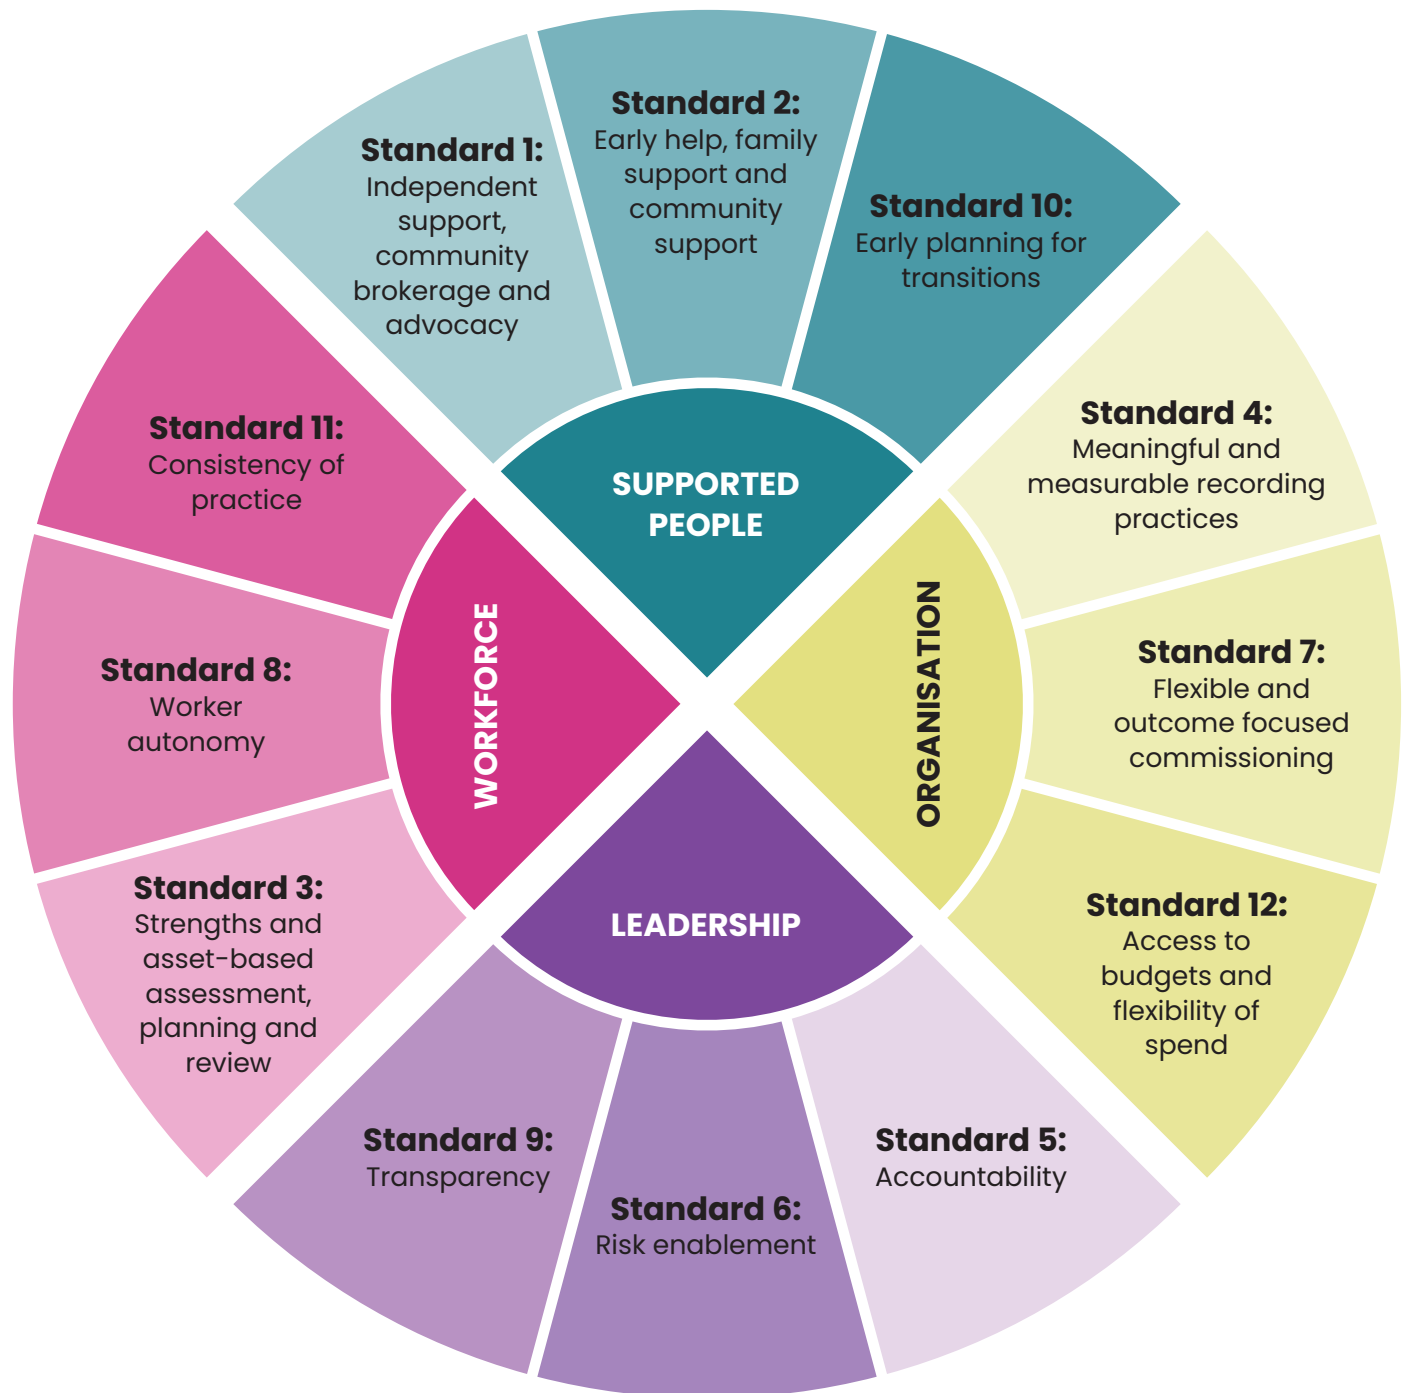 Standard 1:
Independent
support,
community
brokerage and
advocacy
Standard 2:
Early help, family
support and
community
support
Standard 10:
Early planning for
transitions
SUPPORTED
PEOPLE
Standard 4:
Meaningful and
measurable recording
practices
Standard 7:
Flexible and
outcome focused
commissioning
Standard 12:
Access to
budgets and
flexibility of
spend
ORGANISATION
Standard 5:
Accountability
Standard 6:
Risk enablement
Standard 9:
Transparency
LEADERSHIP
Standard 3:
Strengths and
asset-based
assessment,
planning and
review
Standard 8:
Worker
autonomy
Standard 11:
Consistency of
practice
WORKFORCE